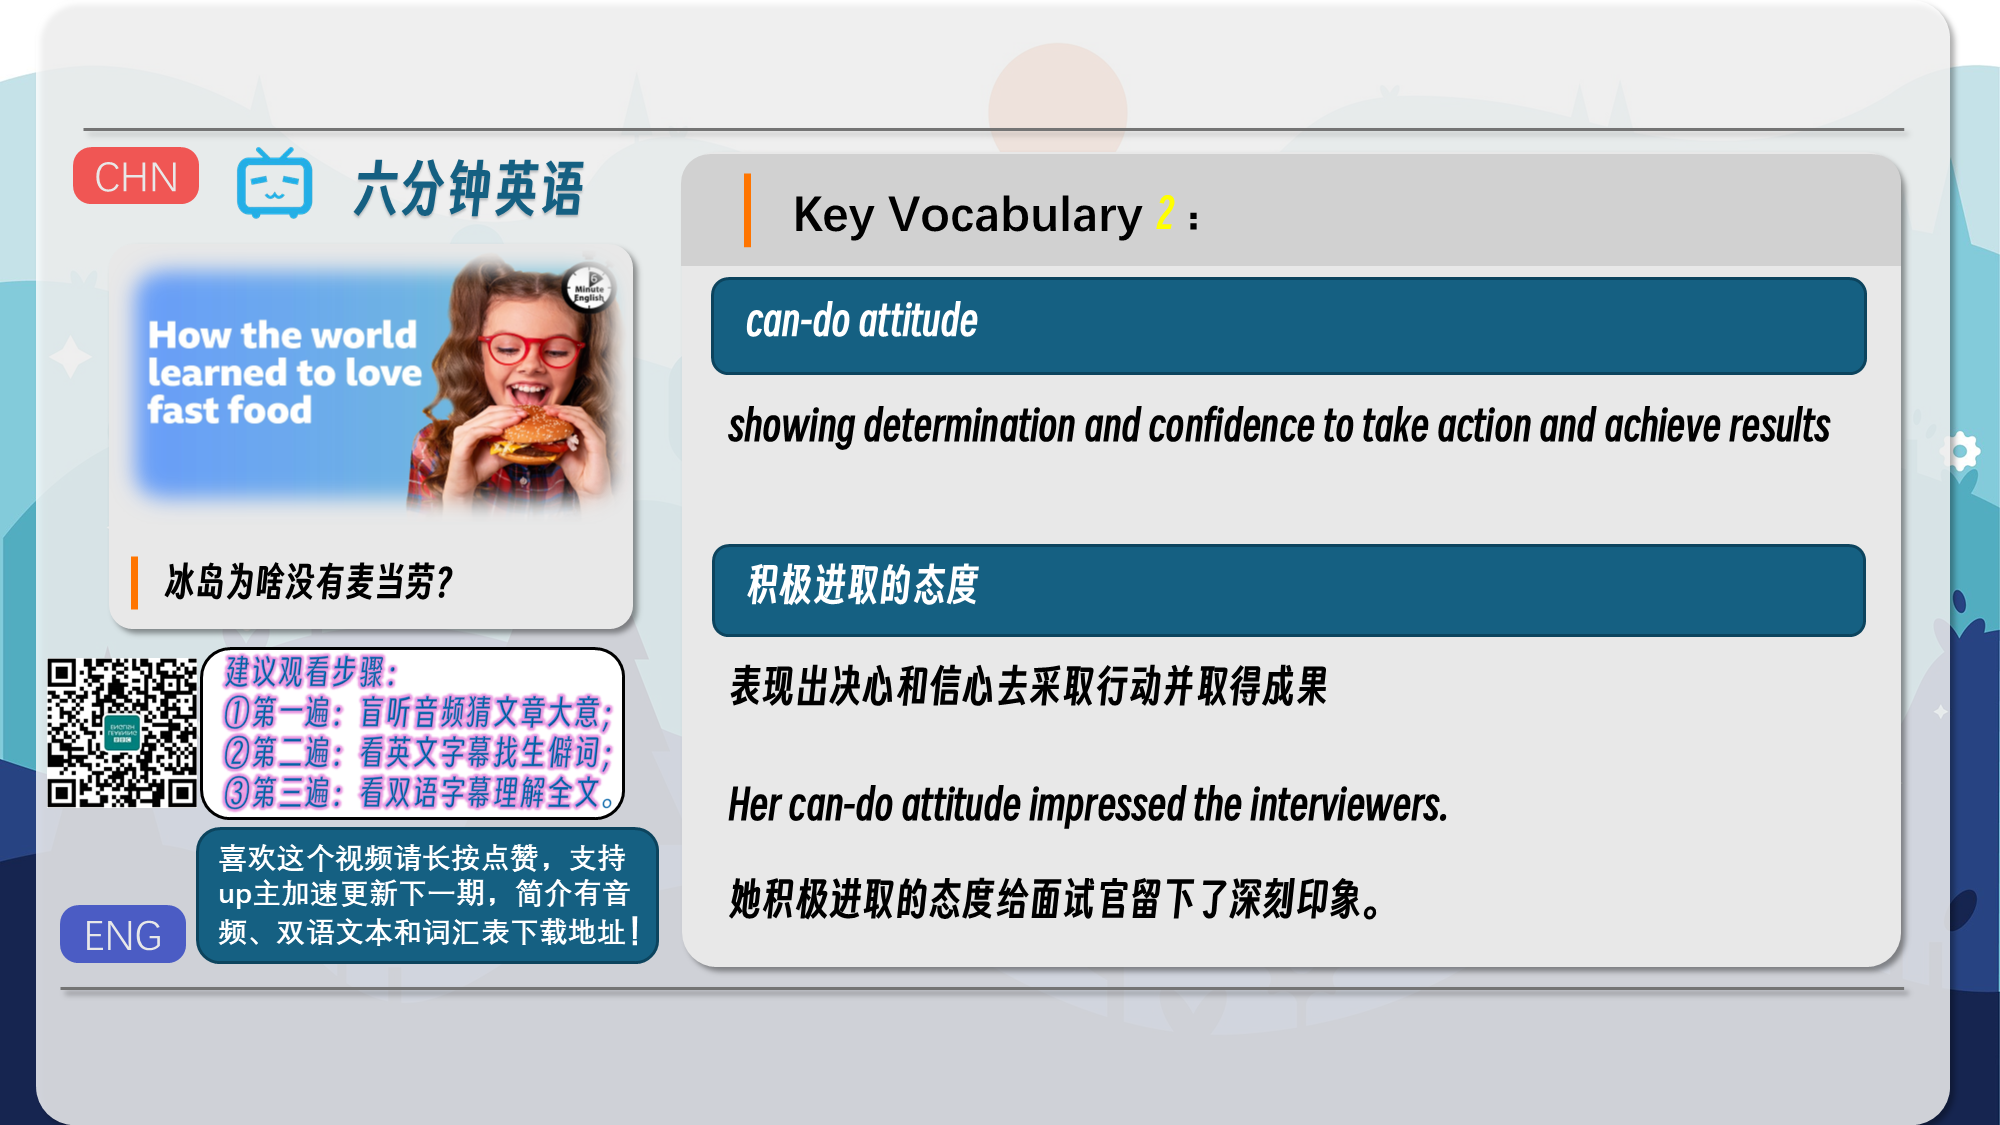 CHN
六分钟英语
6
Minute
English
How the world
learned to love
fast food
冰岛为啥没有麦当劳？
建议观看步骤：
①第一遍：盲听音频猜文章大意；
②第二遍：看英文字幕找生僻词；
③第三遍：看双语字幕理解全文。
喜欢这个视频请长按点赞，支持
up主加速更新下一期，简介有音
频、双语文本和词汇表下载地址！
ENG
Key Vocabulary 2：
can-do attitude
showing determination and confidence to take action and achieve results
积极进取的态度
表现出决心和信心去采取行动并取得成果
Her can-do attitude impressed the interviewers.
她积极进取的态度给面试官留下了深刻印象。